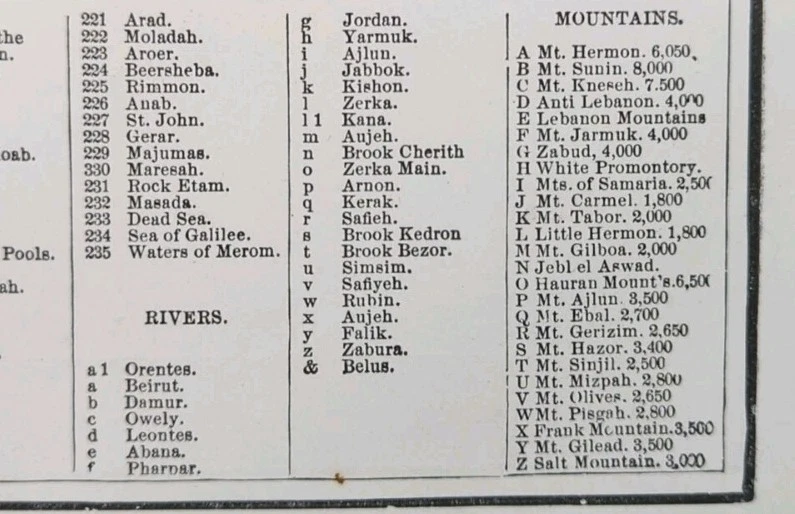 the
n.
oab.
Pools.
ah.
221 Arad.
222 Moladah.
223 Aroer.
224 Beersheba.
225 Rimmon.
226 Anab.
227 St. John.
228 Gerar.
229 Majumas.
330 Maresah.
231 Rock Etam.
232 Masada.
233 Dead Sea.
234 Sea of Galilee.
235 Waters of Merom.
RIVERS.
a1 Orentes.
a Beirut.
b Damur.
c Owely.
d Leontes.
e Abana.
f Pharpar.
g Jordan.
h Yarmuk.
i Ajlun.
j Jabbok.
k Kishon.
l Zerka.
l1 Kana.
m Aujeh.
n Brook Cherith
o Zerka Main.
p Arnon.
q Kerak.
r Safieh.
s Brook Kedron
t Brook Bezor.
u Simsim.
v Safiyeh.
w Rubin.
x Aujeh.
y Falik.
z Zabura.
& Belus.
MOUNTAINS.
A Mt. Hermon. 6,050.
B Mt. Sunin. 8,000
C Mt. Kneseh. 7.500
D Anti Lebanon. 4,000
E Lebanon Mountains
F Mt. Jarmuk. 4,000
G Zabud, 4,000
H White Promontory.
I Mts. of Samaria. 2,500
J Mt. Carmel. 1,800
K Mt. Tabor. 2,000
L Little Hermon. 1,800
M Mt. Gilboa. 2,000
N Jebl el Aswad.
O Hauran Mount's.6,500
P Mt. Ajlun. 3,500
Q Mt. Ebal. 2,700
R Mt. Gerizim. 2,650
S Mt. Hazor. 3,400
T Mt. Sinjil. 2,500
U Mt. Mizpah. 2,800
V Mt. Olives. 2,650
W Mt. Pisgah. 2,800
X Frank Mountain.3,500
Y Mt. Gilead. 3,500
Z Salt Mountain. 3,000